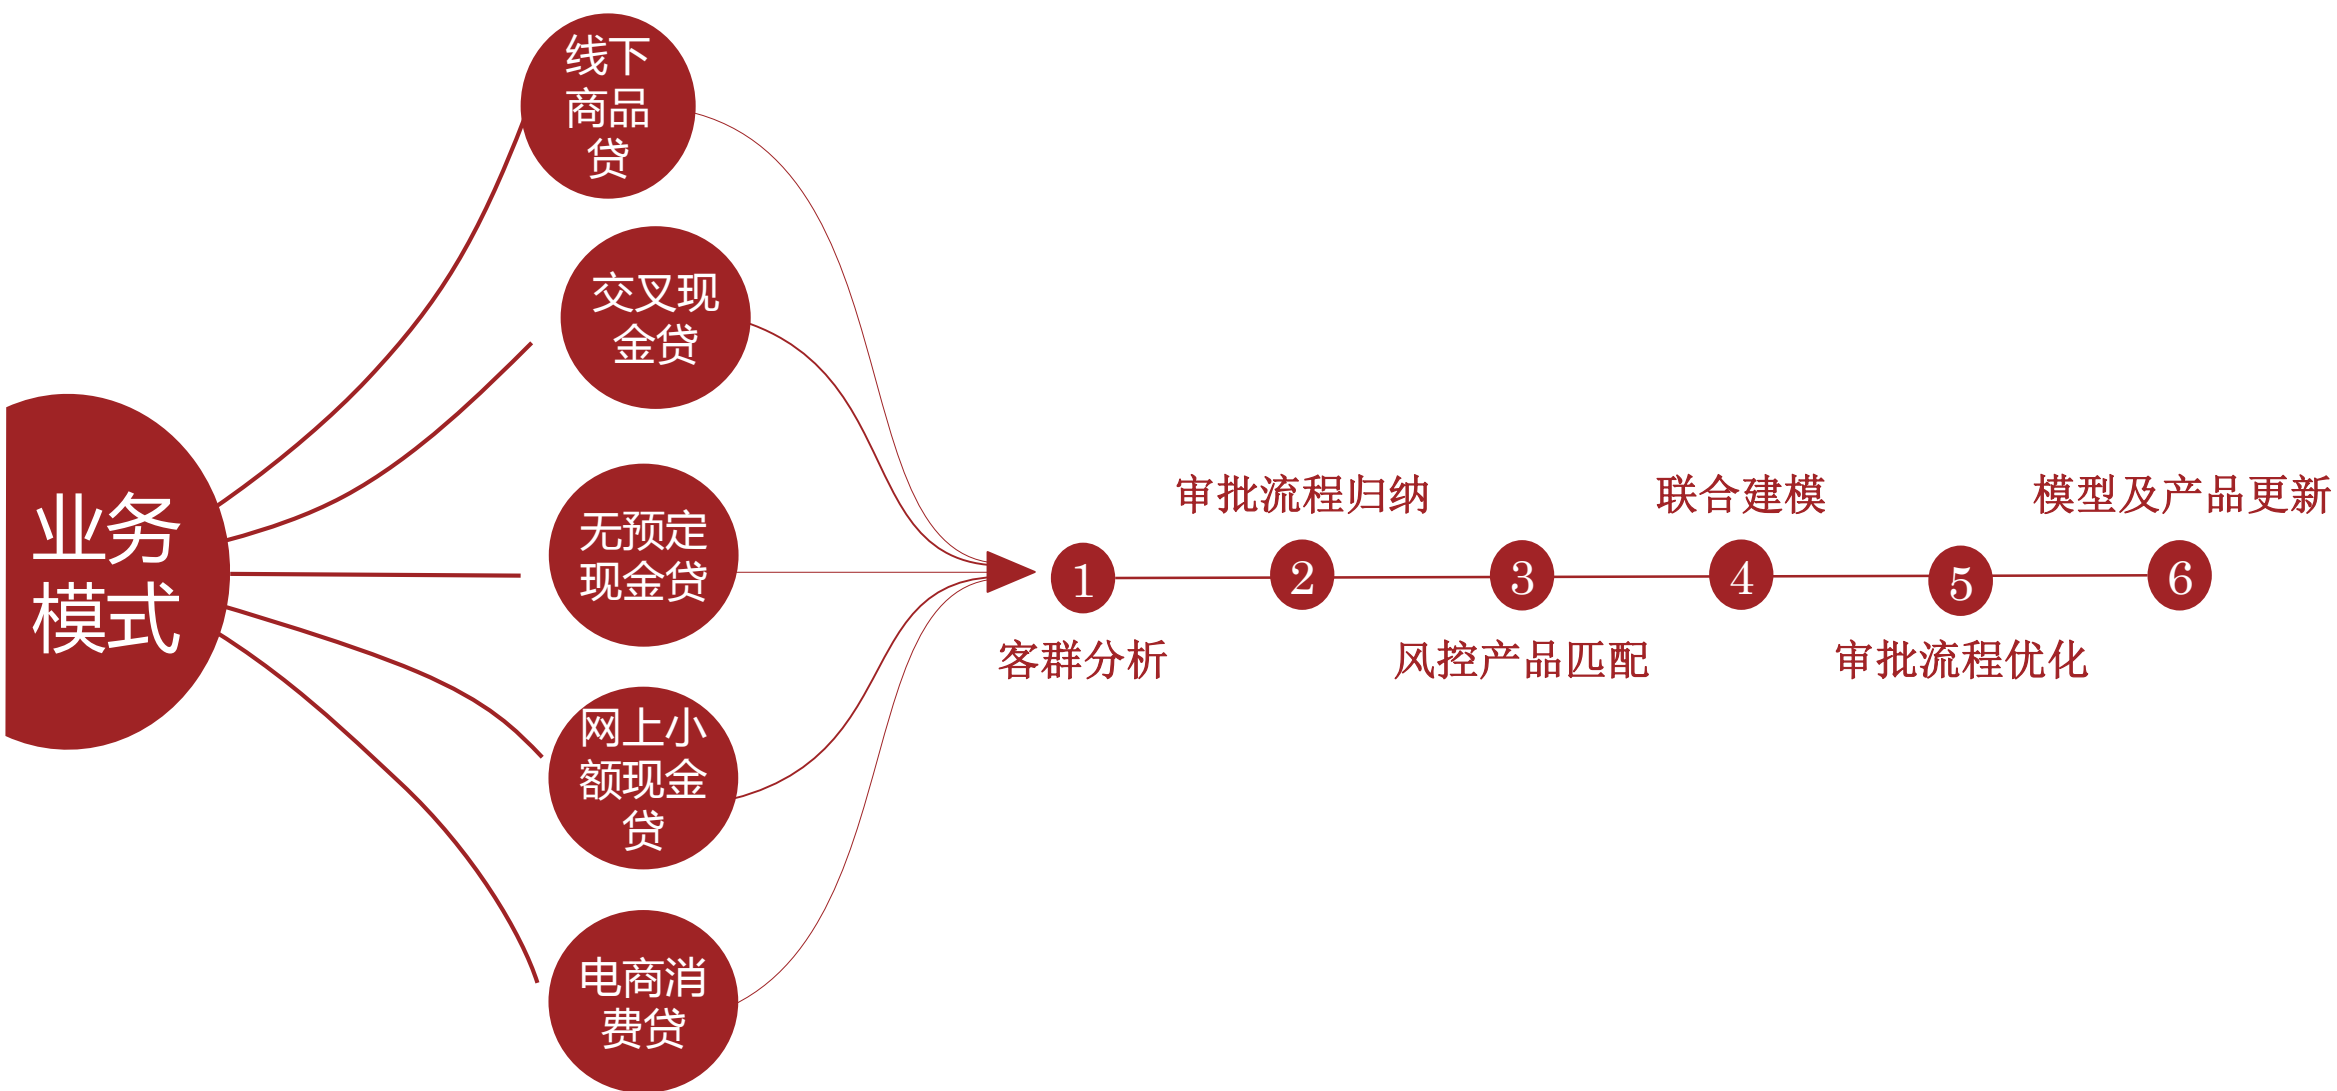 业务
模式
线下
商品
贷
交叉现
金贷
无预定
现金贷
网上小
额现金
贷
电商消
费贷
1
客群分析
2
审批流程归纳
3
风控产品匹配
4
联合建模
5
审批流程优化
6
模型及产品更新